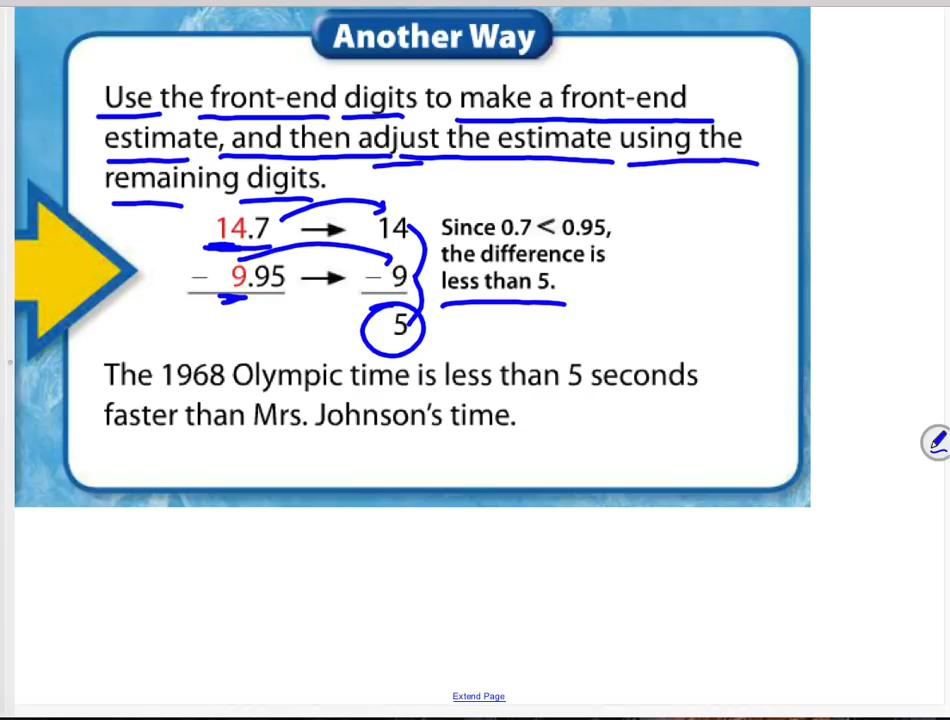 Another Way
Use the front-end digits to make a front-end
estimate, and then adjust the estimate using the
remaining digits.
14.7 → 14
− 9.95 → − 9
5
Since 0.7 < 0.95,
the difference is
less than 5.
The 1968 Olympic time is less than 5 seconds
faster than Mrs. Johnson's time.
Extend Page